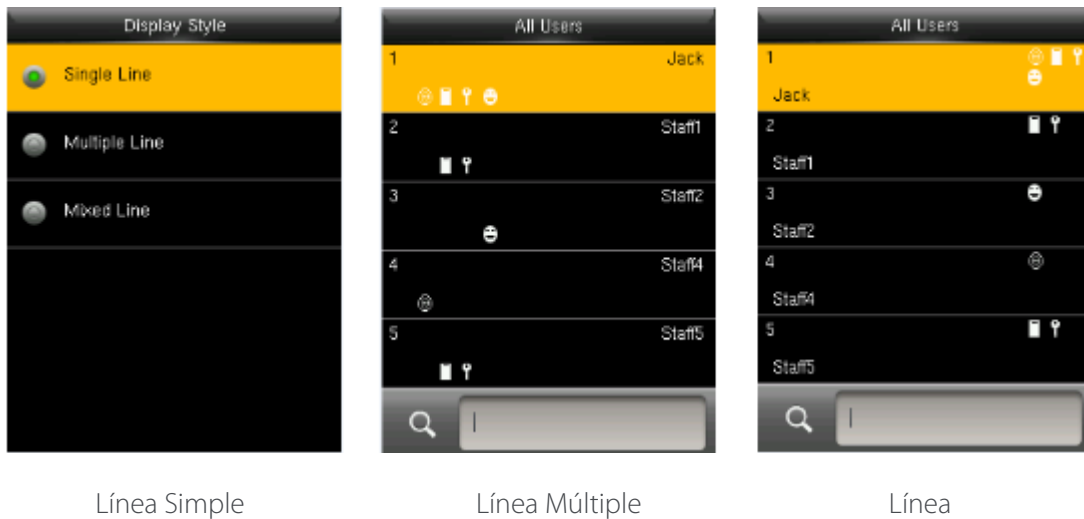 Display Style
Single Line
Multiple Line
Mixed Line
All Users
1 Jack
2 Staff1
3 Staff2
4 Staff4
5 Staff5
All Users
1
Jack
2
Staff1
3
Staff2
4
Staff4
5
Staff5
Línea Simple
Línea Múltiple
Línea